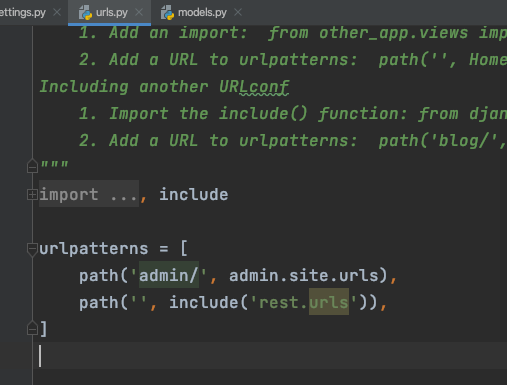 ettings.py × urls.py × models.py ×
1. Add an import:  from other_app.views imp
2. Add a URL to urlpatterns:  path('', Home
Including another URLconf
1. Import the include() function: from djan
2. Add a URL to urlpatterns:  path('blog/',
"""
import ..., include
urlpatterns = [
path('admin/', admin.site.urls),
path('', include('rest.urls')),
]